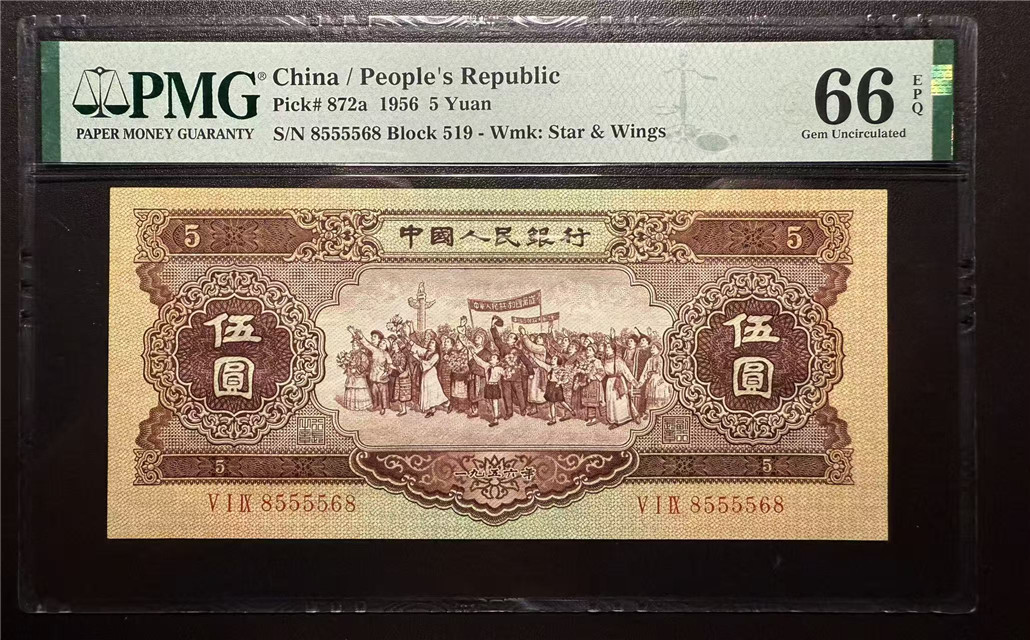 PMG®
PAPER MONEY GUARANTY
China / People's Republic
Pick# 872a 1956 5 Yuan
S/N 8555568 Block 519 - Wmk: Star & Wings
66
EPQ
Gem Uncirculated
5
中國人民銀行
5
伍圓
伍圓
5
一九五六年
5
V I IX 8555568
V I IX 8555568